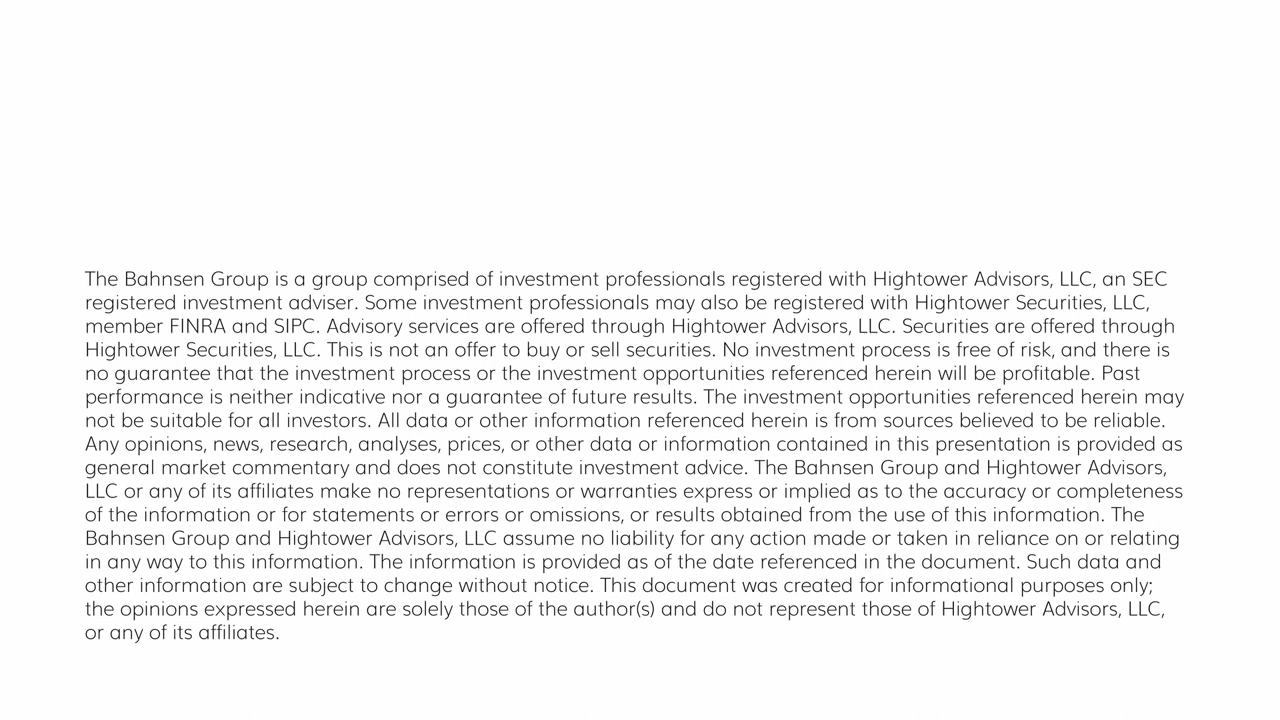 The Bahnsen Group is a group comprised of investment professionals registered with Hightower Advisors, LLC, an SEC
registered investment adviser. Some investment professionals may also be registered with Hightower Securities, LLC,
member FINRA and SIPC. Advisory services are offered through Hightower Advisors, LLC. Securities are offered through
Hightower Securities, LLC. This is not an offer to buy or sell securities. No investment process is free of risk, and there is
no guarantee that the investment process or the investment opportunities referenced herein will be profitable. Past
performance is neither indicative nor a guarantee of future results. The investment opportunities referenced herein may
not be suitable for all investors. All data or other information referenced herein is from sources believed to be reliable.
Any opinions, news, research, analyses, prices, or other data or information contained in this presentation is provided as
general market commentary and does not constitute investment advice. The Bahnsen Group and Hightower Advisors,
LLC or any of its affiliates make no representations or warranties express or implied as to the accuracy or completeness
of the information or for statements or errors or omissions, or results obtained from the use of this information. The
Bahnsen Group and Hightower Advisors, LLC assume no liability for any action made or taken in reliance on or relating
in any way to this information. The information is provided as of the date referenced in the document. Such data and
other information are subject to change without notice. This document was created for informational purposes only;
the opinions expressed herein are solely those of the author(s) and do not represent those of Hightower Advisors, LLC,
or any of its affiliates.